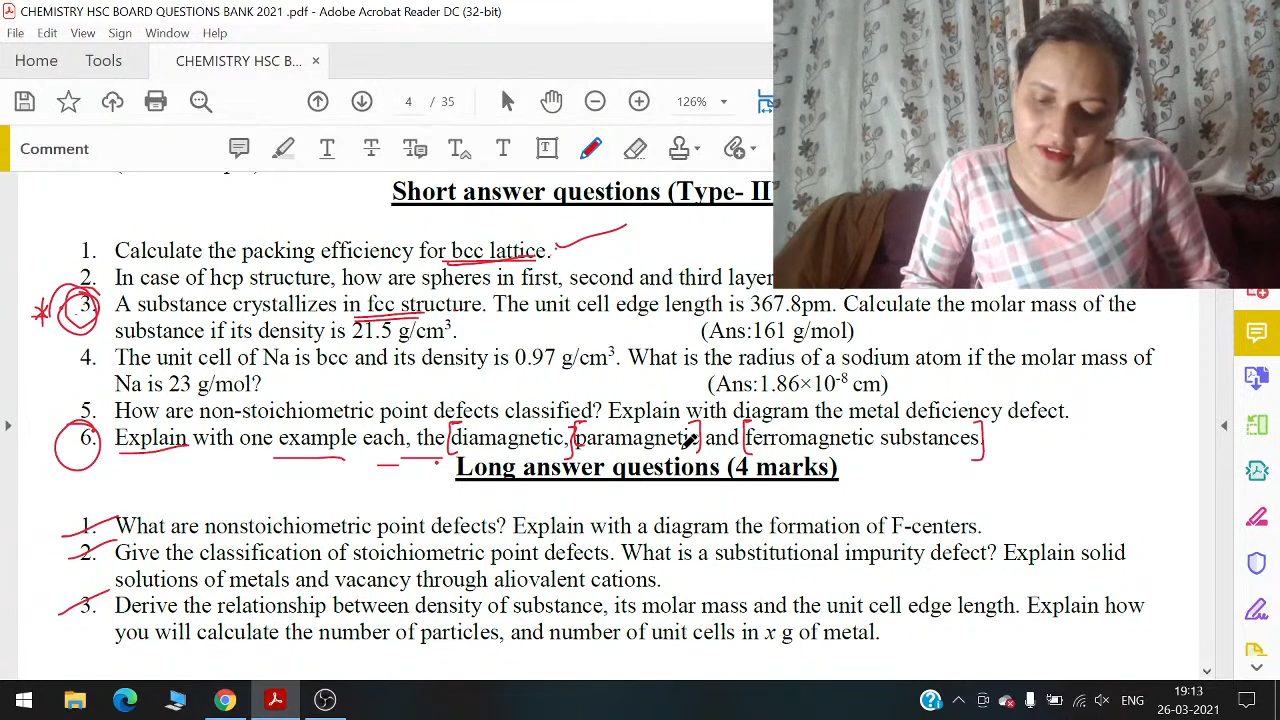 CHEMISTRY HSC BOARD QUESTIONS BANK 2021 .pdf - Adobe Acrobat Reader DC (32-bit)
File Edit View Sign Window Help
Home Tools CHEMISTRY HSC B... ×
4 / 35 126%
Comment
Short answer questions (Type- II
1. Calculate the packing efficiency for bcc lattice.
2. In case of hcp structure, how are spheres in first, second and third layer
3. A substance crystallizes in fcc structure. The unit cell edge length is 367.8pm. Calculate the molar mass of the
substance if its density is 21.5 g/cm³. (Ans:161 g/mol)
4. The unit cell of Na is bcc and its density is 0.97 g/cm³. What is the radius of a sodium atom if the molar mass of
Na is 23 g/mol? (Ans:1.86×10⁻⁸ cm)
5. How are non-stoichiometric point defects classified? Explain with diagram the metal deficiency defect.
6. Explain with one example each, the diamagnetic, paramagnetic and ferromagnetic substances
Long answer questions (4 marks)
1. What are nonstoichiometric point defects? Explain with a diagram the formation of F-centers.
2. Give the classification of stoichiometric point defects. What is a substitutional impurity defect? Explain solid
solutions of metals and vacancy through aliovalent cations.
3. Derive the relationship between density of substance, its molar mass and the unit cell edge length. Explain how
you will calculate the number of particles, and number of unit cells in x g of metal.
ENG 19:13
26-03-2021